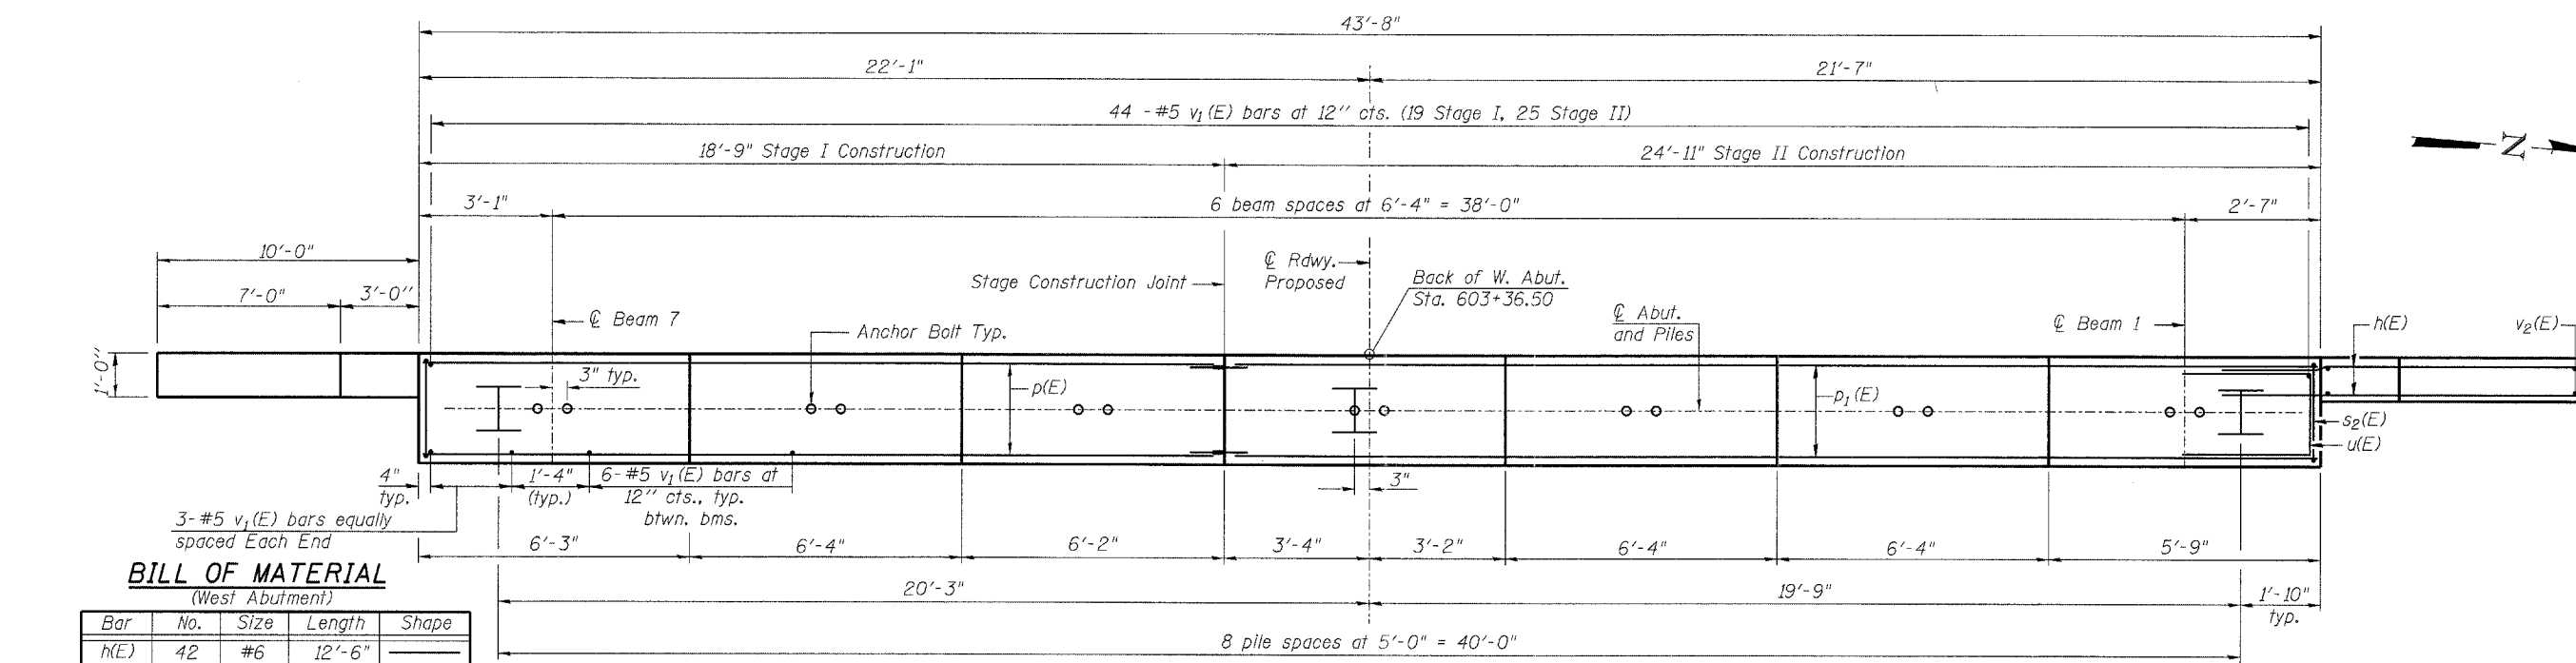 43'-8"
22'-1"
21'-7"
44 - #5 v₁(E) bars at 12'' cts. (19 Stage I, 25 Stage II)
18'-9" Stage I Construction
24'-11" Stage II Construction
N
3'-1"
6 beam spaces at 6'-4" = 38'-0"
2'-7"
10'-0"
7'-0"
3'-0''
Stage Construction Joint
℄ Rdwy.
Proposed
Back of W. Abut.
Sta. 603+36.50
℄ Beam 7
Anchor Bolt Typ.
℄ Abut.
and Piles
℄ Beam 1
h(E)
v₂(E)
1'-0''
3" typ.
p(E)
p₁(E)
s₂(E)
u(E)
4"
typ.
1'-4"
(typ.)
6-#5 v₁(E) bars at
12'' cts., typ.
btwn. bms.
3"
3-#5 v₁(E) bars equally
spaced Each End
6'-3"
6'-4"
6'-2"
3'-4"
3'-2"
6'-4"
6'-4"
5'-9"
20'-3"
19'-9"
1'-10"
typ.
8 pile spaces at 5'-0" = 40'-0"
BILL OF MATERIAL
(West Abutment)
Bar No. Size Length Shape
h(E) 42 #6 12'-6"